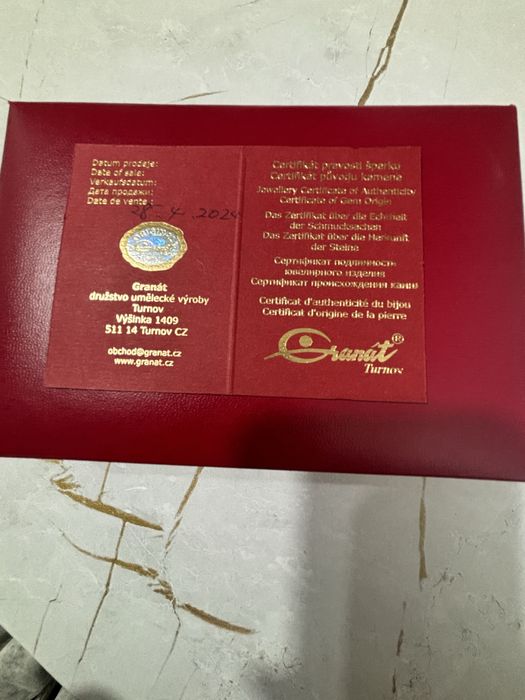 Datum prodeje:
Date of sale:
Verkaufsdatum:
Дата продажи:
Date de vente:
28. 4. 2024
Granát
družstvo umělecké výroby
Turnov
Výšinka 1409
511 14 Turnov CZ
obchod@granat.cz
www.granat.cz
Certifikát pravosti šperku
Certifikát původu kamene
Jewellery Certificate of Authenticity
Certificate of Gem Origin
Das Zertifikat über die Echtheit
der Schmucksachen
Das Zertifikat über die Herkunft
der Steine
Сертификат подлинности
ювелирного изделия
Сертификат происхождения камня
Certificat d'authenticité du bijou
Certificat d'origine de la pierre
Granát ®
Turnov